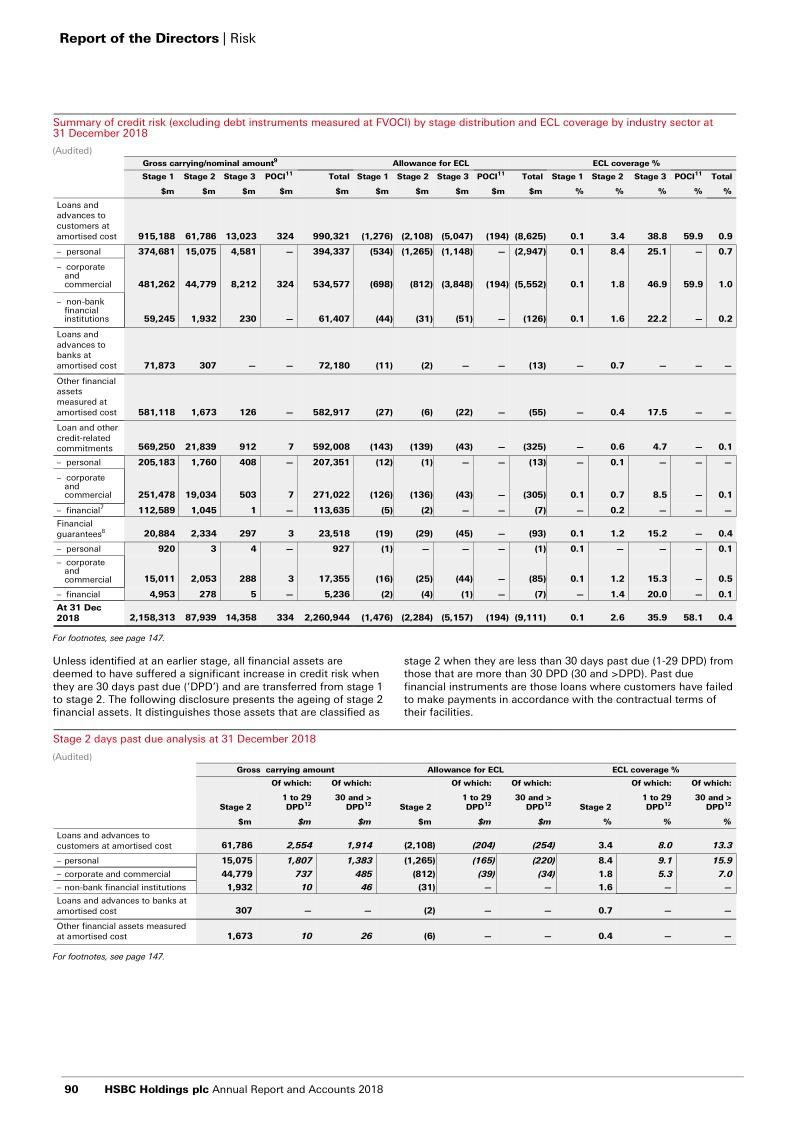 Report of the Directors | Risk
Summary of credit risk (excluding debt instruments measured at FVOCI) by stage distribution and ECL coverage by industry sector at
31 December 2018
(Audited)
Gross carrying/nominal amount9 Allowance for ECL ECL coverage %
Stage 1 Stage 2 Stage 3 POCI11 Total Stage 1 Stage 2 Stage 3 POCI11 Total Stage 1 Stage 2 Stage 3 POCI11 Total
$m $m $m $m $m $m $m $m $m $m % % % % %
Loans and
advances to
customers at
amortised cost 915,188 61,786 13,023 324 990,321 (1,276) (2,108) (5,047) (194) (8,625) 0.1 3.4 38.8 59.9 0.9
– personal 374,681 15,075 4,581 — 394,337 (534) (1,265) (1,148) — (2,947) 0.1 8.4 25.1 — 0.7
– corporate
and
commercial 481,262 44,779 8,212 324 534,577 (698) (812) (3,848) (194) (5,552) 0.1 1.8 46.9 59.9 1.0
– non-bank
financial
institutions 59,245 1,932 230 — 61,407 (44) (31) (51) — (126) 0.1 1.6 22.2 — 0.2
Loans and
advances to
banks at
amortised cost 71,873 307 — — 72,180 (11) (2) — — (13) — 0.7 — — —
Other financial
assets
measured at
amortised cost 581,118 1,673 126 — 582,917 (27) (6) (22) — (55) — 0.4 17.5 — —
Loan and other
credit-related
commitments 569,250 21,839 912 7 592,008 (143) (139) (43) — (325) — 0.6 4.7 — 0.1
– personal 205,183 1,760 408 — 207,351 (12) (1) — — (13) — 0.1 — — —
– corporate
and
commercial 251,478 19,034 503 7 271,022 (126) (136) (43) — (305) 0.1 0.7 8.5 — 0.1
– financial7 112,589 1,045 1 — 113,635 (5) (2) — — (7) — 0.2 — — —
Financial
guarantees8 20,884 2,334 297 3 23,518 (19) (29) (45) — (93) 0.1 1.2 15.2 — 0.4
– personal 920 3 4 — 927 (1) — — — (1) 0.1 — — — 0.1
– corporate
and
commercial 15,011 2,053 288 3 17,355 (16) (25) (44) — (85) 0.1 1.2 15.3 — 0.5
– financial 4,953 278 5 — 5,236 (2) (4) (1) — (7) — 1.4 20.0 — 0.1
At 31 Dec
2018 2,158,313 87,939 14,358 334 2,260,944 (1,476) (2,284) (5,157) (194) (9,111) 0.1 2.6 35.9 58.1 0.4
For footnotes, see page 147.
Unless identified at an earlier stage, all financial assets are
deemed to have suffered a significant increase in credit risk when
they are 30 days past due ('DPD') and are transferred from stage 1
to stage 2. The following disclosure presents the ageing of stage 2
financial assets. It distinguishes those assets that are classified as
stage 2 when they are less than 30 days past due (1-29 DPD) from
those that are more than 30 DPD (30 and >DPD). Past due
financial instruments are those loans where customers have failed
to make payments in accordance with the contractual terms of
their facilities.
Stage 2 days past due analysis at 31 December 2018
(Audited)
Gross carrying amount Allowance for ECL ECL coverage %
Of which: Of which: Of which: Of which: Of which: Of which:
Stage 2 1 to 29 DPD12 30 and > DPD12 Stage 2 1 to 29 DPD12 30 and > DPD12 Stage 2 1 to 29 DPD12 30 and > DPD12
$m $m $m $m $m $m % % %
Loans and advances to
customers at amortised cost 61,786 2,554 1,914 (2,108) (204) (254) 3.4 8.0 13.3
– personal 15,075 1,807 1,383 (1,265) (165) (220) 8.4 9.1 15.9
– corporate and commercial 44,779 737 485 (812) (39) (34) 1.8 5.3 7.0
– non-bank financial institutions 1,932 10 46 (31) — — 1.6 — —
Loans and advances to banks at
amortised cost 307 — — (2) — — 0.7 — —
Other financial assets measured
at amortised cost 1,673 10 26 (6) — — 0.4 — —
For footnotes, see page 147.
90 HSBC Holdings plc Annual Report and Accounts 2018